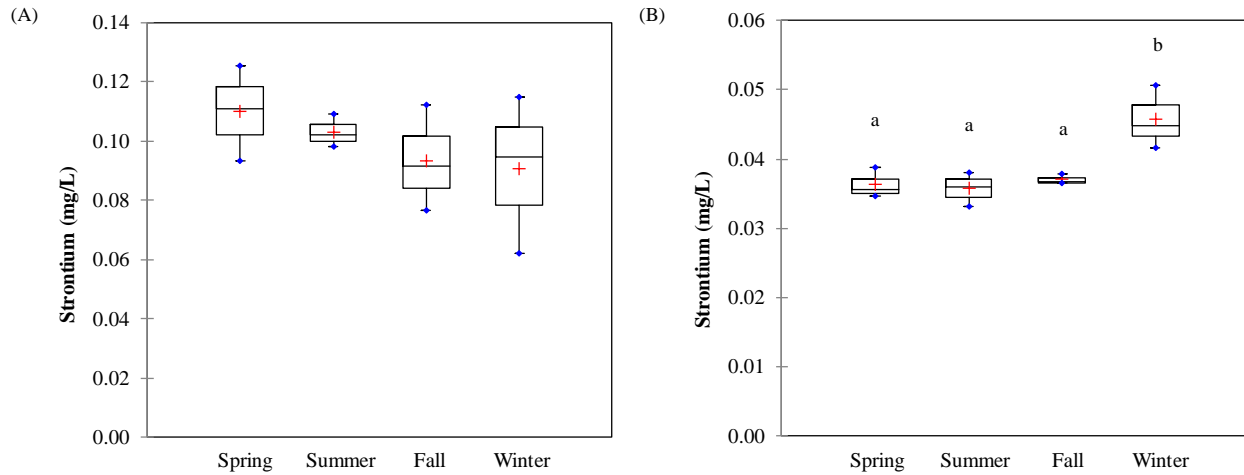 (A)
Strontium (mg/L)
0.14
0.12
0.10
0.08
0.06
0.04
0.02
0.00
Spring Summer Fall Winter
(B)
Strontium (mg/L)
0.06
0.05
0.04
0.03
0.02
0.01
0.00
a a a b
Spring Summer Fall Winter